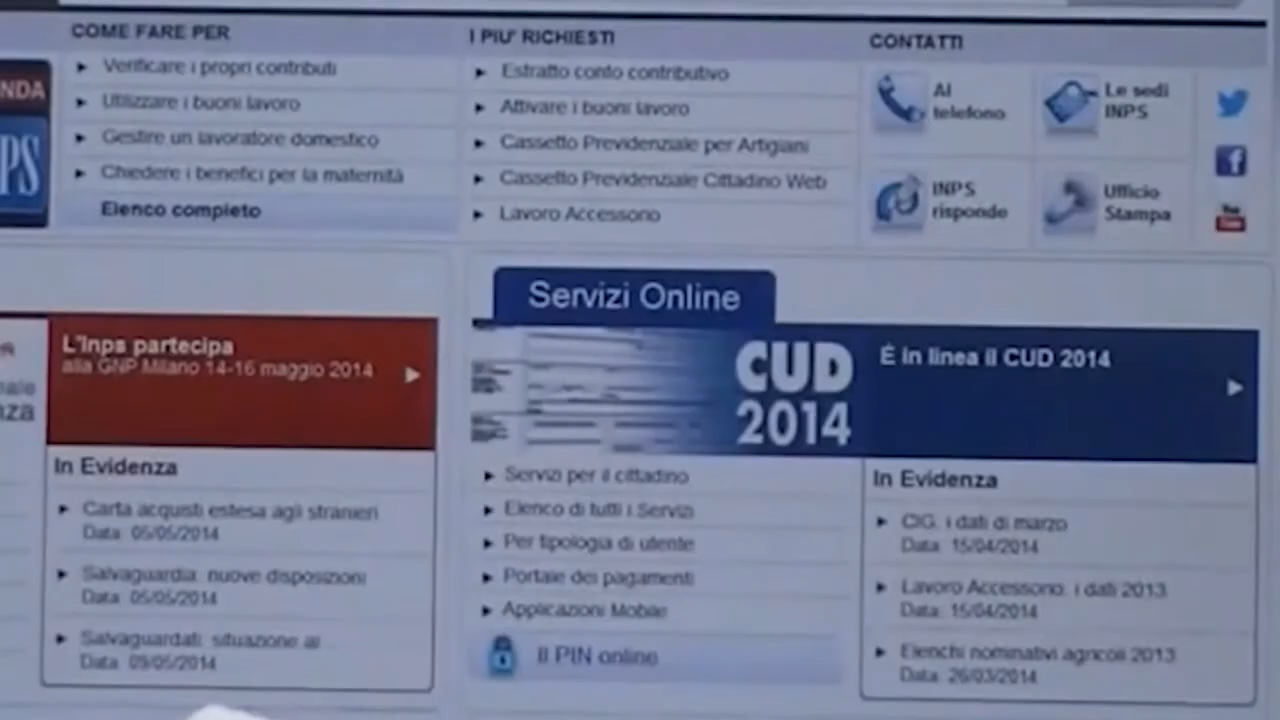 COME FARE PER
Verificare i propri contributi
Utilizzare i buoni lavoro
Gestire un lavoratore domestico
Chiedere i benefici per la maternità
Elenco completo
I PIU' RICHIESTI
Estratto conto contributivo
Attivare i buoni lavoro
Cassetto Previdenziale per Artigiani
Cassetto Previdenziale Cittadino Web
Lavoro Accessorio
CONTATTI
Al
telefono
Le sedi
INPS
INPS
risponde
Ufficio
Stampa
You
Tube
NDA
PS
L'Inps partecipa
alla GNP Milano 14-16 maggio 2014
In Evidenza
Carta acquisti estesa agli stranieri
Data: 05/05/2014
Salvaguardia: nuove disposizioni
Data: 05/05/2014
Salvaguardati: situazione al
Data: 09/05/2014
Servizi Online
CUD
2014
È in linea il CUD 2014
Servizi per il cittadino
Elenco di tutti i Servizi
Per tipologia di utente
Portale dei pagamenti
Applicazioni Mobile
Il PIN online
In Evidenza
CIG: i dati di marzo
Data: 15/04/2014
Lavoro Accessorio: i dati 2013
Data: 15/04/2014
Elenchi nominativi agricoli 2013
Data: 26/03/2014